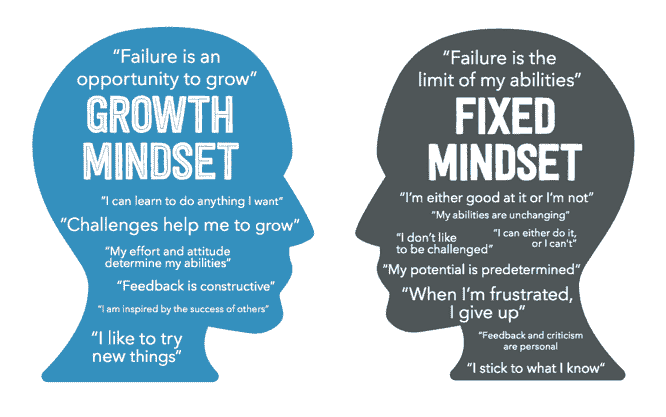 “Failure is an
opportunity to grow”
GROWTH
MINDSET
“I can learn to do anything I want”
“Challenges help me to grow”
“My effort and attitude
determine my abilities”
“Feedback is constructive”
“I am inspired by the success of others”
“I like to try
new things”
“Failure is the
limit of my abilities”
FIXED
MINDSET
“I’m either good at it or I’m not”
“My abilities are unchanging”
“I don’t like
to be challenged”
“I can either do it,
or I can’t”
“My potential is predetermined”
“When I’m frustrated,
I give up”
“Feedback and criticism
are personal
“I stick to what I know”